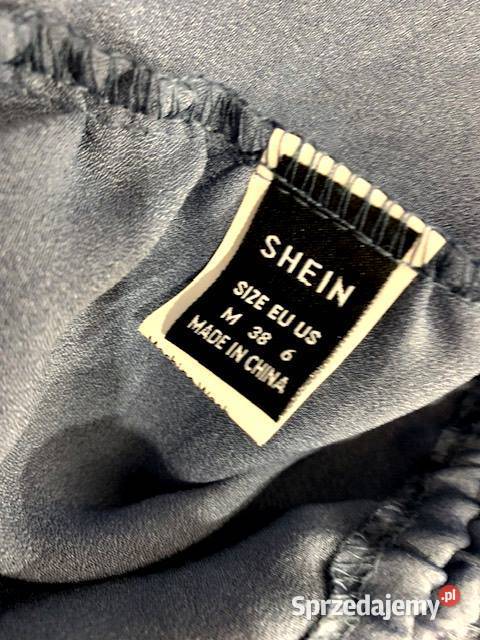 SHEIN
SIZE EU US
M 38 6
MADE IN CHINA
Sprzedajemy.pl